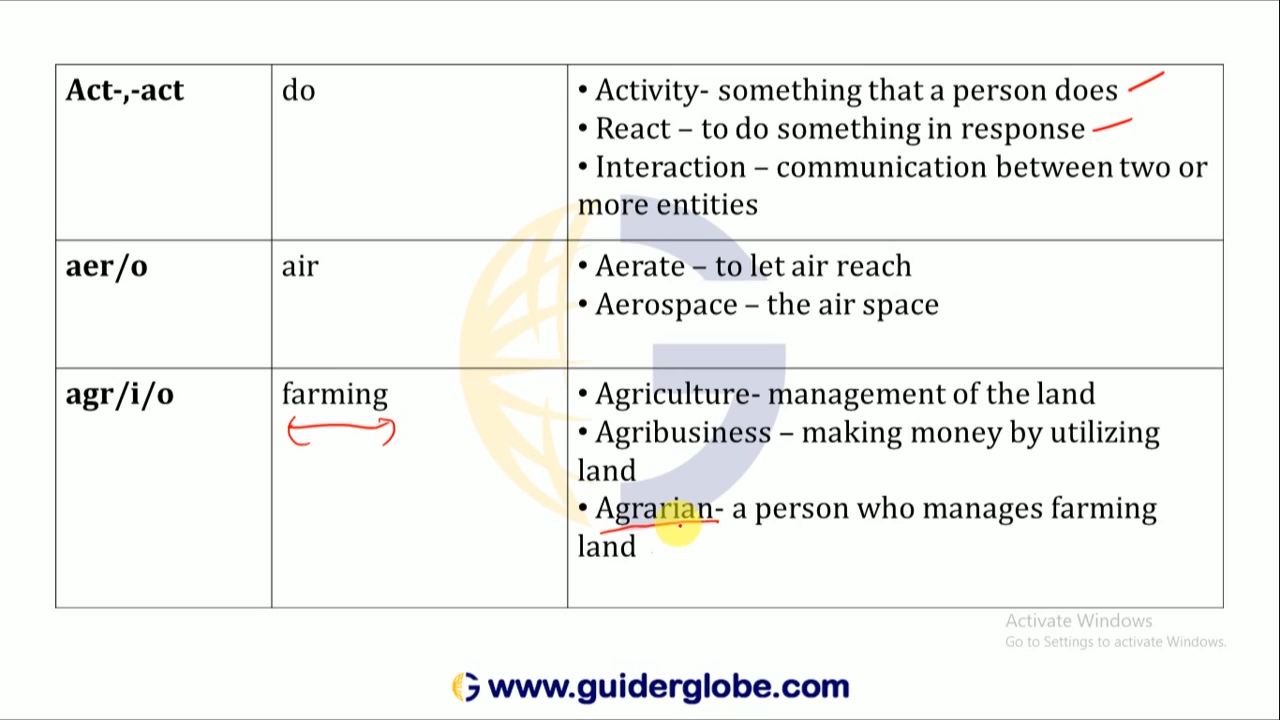 Act-,-act
do
• Activity- something that a person does
• React – to do something in response
• Interaction – communication between two or
more entities
aer/o
air
• Aerate – to let air reach
• Aerospace – the air space
agr/i/o
farming
• Agriculture- management of the land
• Agribusiness – making money by utilizing
land
• Agrarian- a person who manages farming
land
Activate Windows
Go to Settings to activate Windows.
www.guiderglobe.com